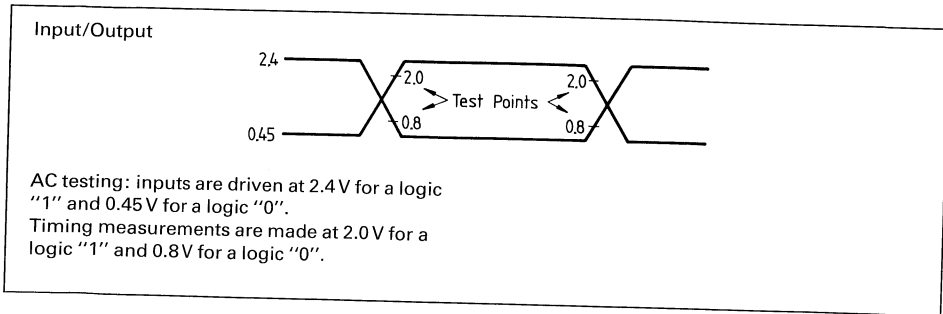 Input/Output
2.4
2.0
2.0
Test Points
0.8
0.8
0.45
AC testing: inputs are driven at 2.4 V for a logic
"1" and 0.45 V for a logic "0".
Timing measurements are made at 2.0 V for a
logic "1" and 0.8 V for a logic "0".